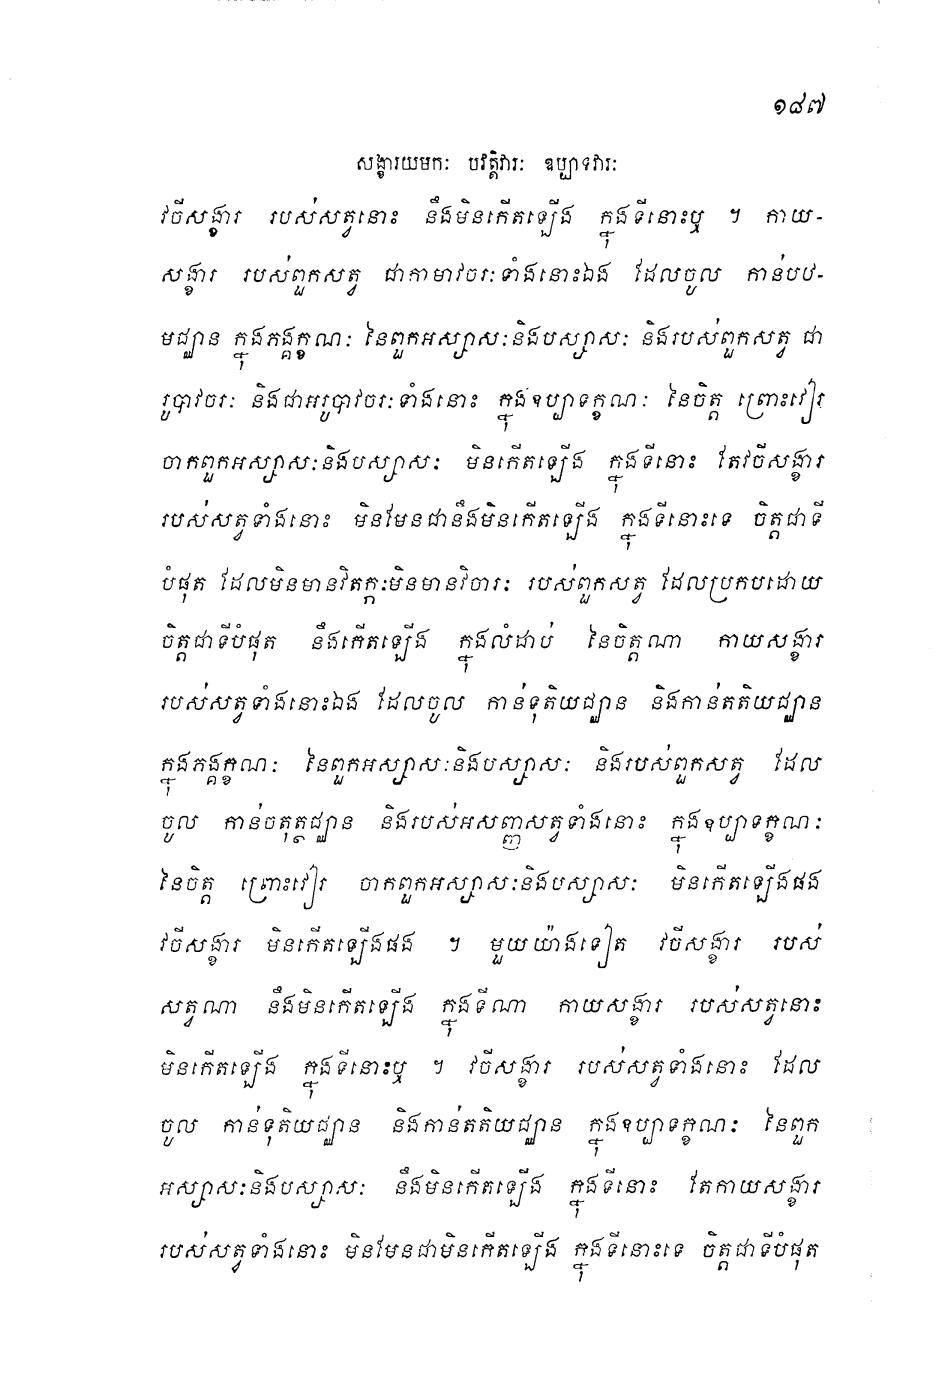 ១៨៧
សង្ខារយមកៈ បវត្តិវារៈ ឧប្បាទវារៈ
វចីសង្ខារ របស់សត្វនោះ នឹងមិនកើតឡើង ក្នុងទីនោះឬ ។ កាយ-
សង្ខារ របស់ពួកសត្វ ជាកាមាវចរៈទាំងនោះឯង ដែលចូល កាន់បឋ-
មជ្ឈាន ក្នុងភង្គក្ខណៈ នៃពួកអស្សាសៈនិងបស្សាសៈ និងរបស់ពួកសត្វ ជា
រូបាវចរៈ និងជាអរូបាវចរៈទាំងនោះ ក្នុងឧប្បាទក្ខណៈ នៃចិត្ត ព្រោះវៀរ
ចាកពួកអស្សាសៈនិងបស្សាសៈ មិនកើតឡើង ក្នុងទីនោះ តែវចីសង្ខារ
របស់សត្វទាំងនោះ មិនមែនជានឹងមិនកើតឡើង ក្នុងទីនោះទេ ចិត្តជាទី
បំផុត ដែលមិនមានវិតក្កៈមិនមានវិចារៈ របស់ពួកសត្វ ដែលប្រកបដោយ
ចិត្តជាទីបំផុត នឹងកើតឡើង ក្នុងលំដាប់ នៃចិត្តណា កាយសង្ខារ
របស់សត្វទាំងនោះឯង ដែលចូល កាន់ទុតិយជ្ឈាន និងកាន់តតិយជ្ឈាន
ក្នុងភង្គក្ខណៈ នៃពួកអស្សាសៈនិងបស្សាសៈ និងរបស់ពួកសត្វ ដែល
ចូល កាន់ចតុត្ថជ្ឈាន និងរបស់អសញ្ញសត្វទាំងនោះ ក្នុងឧប្បាទក្ខណៈ
នៃចិត្ត ព្រោះវៀរ ចាកពួកអស្សាសៈនិងបស្សាសៈ មិនកើតឡើងផង
វចីសង្ខារ មិនកើតឡើងផង ។ មួយយ៉ាងទៀត វចីសង្ខារ របស់
សត្វណា នឹងមិនកើតឡើង ក្នុងទីណា កាយសង្ខារ របស់សត្វនោះ
មិនកើតឡើង ក្នុងទីនោះឬ ។ វចីសង្ខារ របស់សត្វទាំងនោះ ដែល
ចូល កាន់ទុតិយជ្ឈាន និងកាន់តតិយជ្ឈាន ក្នុងឧប្បាទក្ខណៈ នៃពួក
អស្សាសៈនិងបស្សាសៈ នឹងមិនកើតឡើង ក្នុងទីនោះ តែកាយសង្ខារ
របស់សត្វទាំងនោះ មិនមែនជាមិនកើតឡើង ក្នុងទីនោះទេ ចិត្តជាទីបំផុត